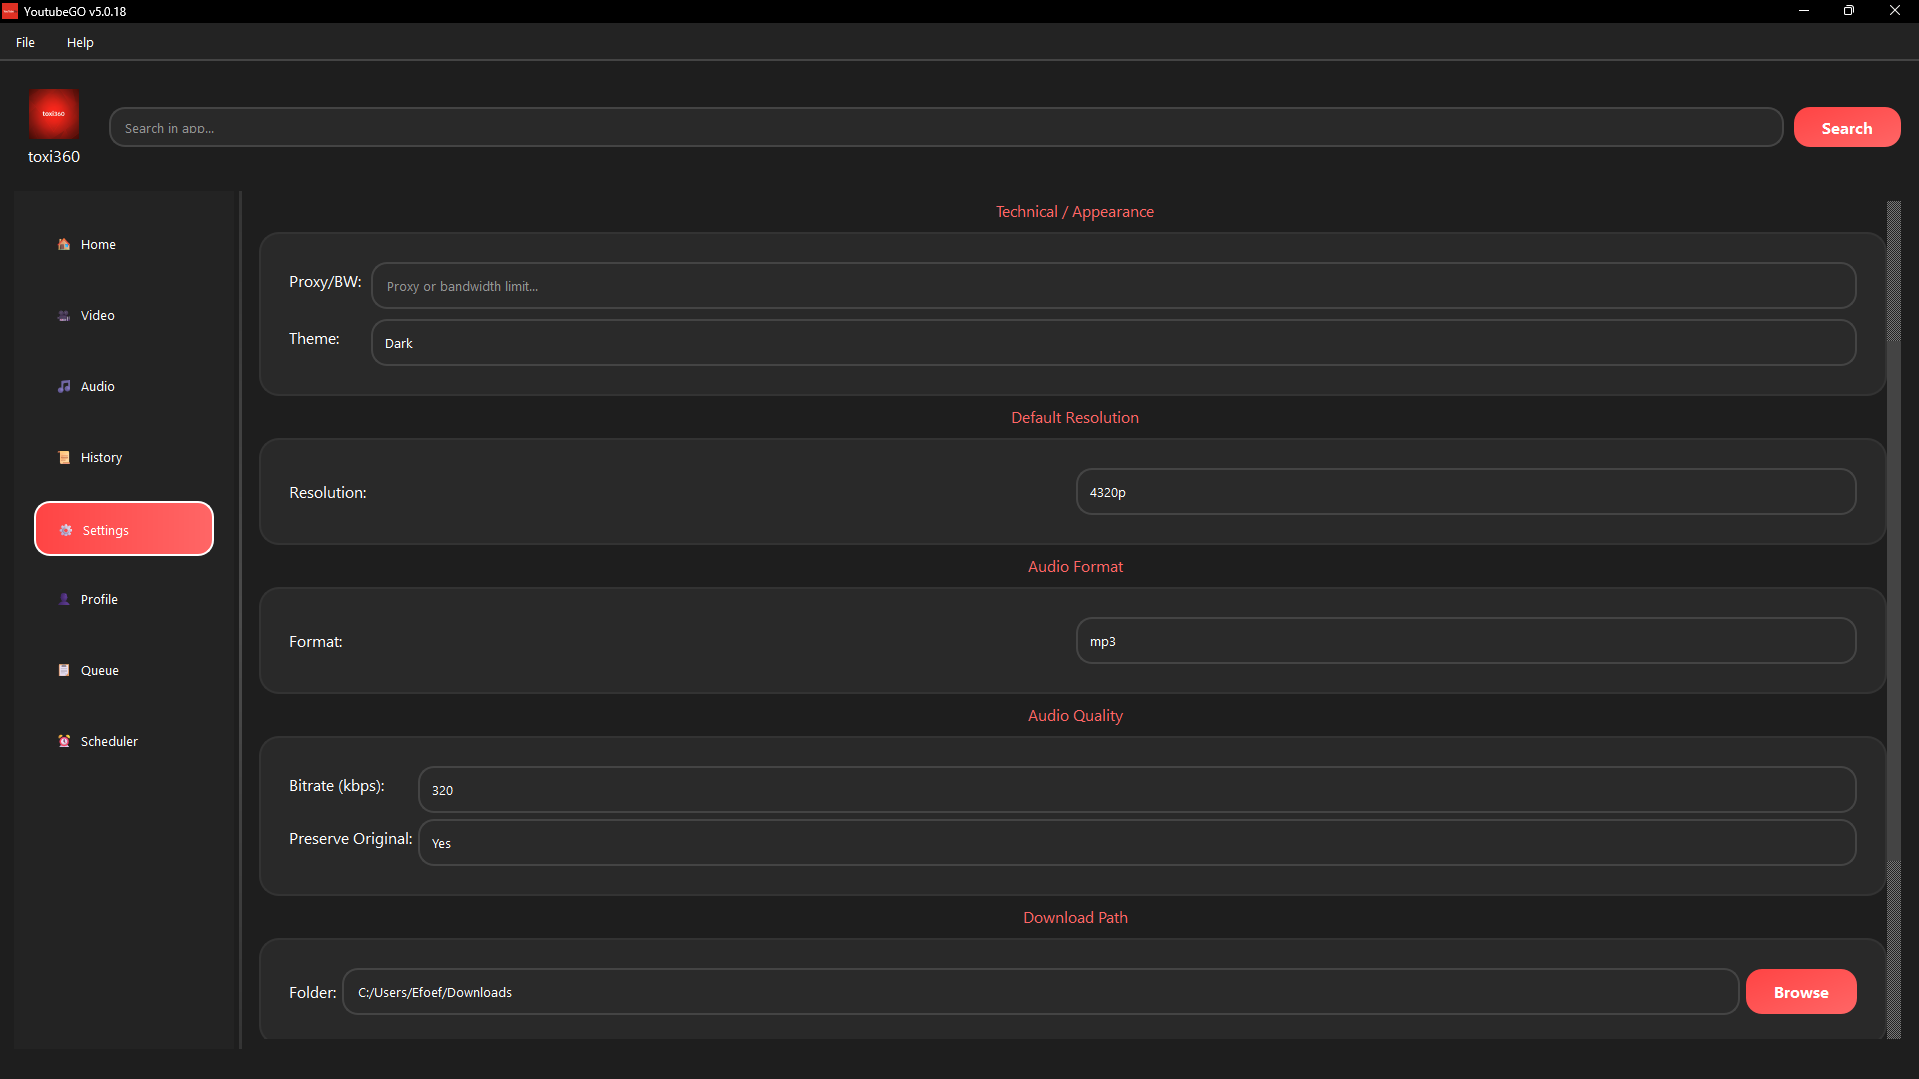 YoutubeGO v5.0.18
File
Help
toxi360
Search in app...
Search
toxi360
Home
Video
Audio
History
Settings
Profile
Queue
Scheduler
Technical / Appearance
Proxy/BW:
Proxy or bandwidth limit...
Theme:
Dark
Default Resolution
Resolution:
4320p
Audio Format
Format:
mp3
Audio Quality
Bitrate (kbps):
320
Preserve Original:
Yes
Download Path
Folder:
C:/Users/Efoef/Downloads
Browse